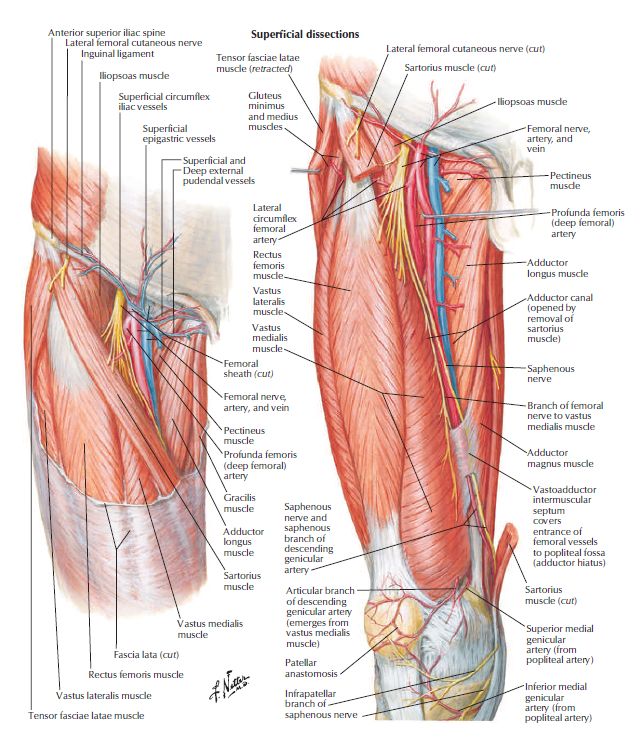 Superficial dissections
Anterior superior iliac spine
Lateral femoral cutaneous nerve
Inguinal ligament
Iliopsoas muscle
Superficial circumflex
iliac vessels
Superficial
epigastric vessels
Superficial and
Deep external
pudendal vessels
Femoral
sheath (cut)
Femoral nerve,
artery, and vein
Pectineus
muscle
Profunda femoris
(deep femoral)
artery
Gracilis
muscle
Adductor
longus
muscle
Sartorius
muscle
Vastus medialis
muscle
Fascia lata (cut)
Rectus femoris muscle
Vastus lateralis muscle
Tensor fasciae latae muscle
Tensor fasciae latae
muscle (retracted)
Gluteus
minimus
and medius
muscles
Lateral
circumflex
femoral
artery
Rectus
femoris
muscle
Vastus
lateralis
muscle
Vastus
medialis
muscle
Saphenous
nerve and
saphenous
branch of
descending
genicular
artery
Articular branch
of descending
genicular artery
(emerges from
vastus medialis
muscle)
Patellar
anastomosis
Infrapatellar
branch of
saphenous nerve
Lateral femoral cutaneous nerve (cut)
Sartorius muscle (cut)
Iliopsoas muscle
Femoral nerve,
artery, and
vein
Pectineus
muscle
Profunda femoris
(deep femoral)
artery
Adductor
longus muscle
Adductor canal
(opened by
removal of
sartorius
muscle)
Saphenous
nerve
Branch of femoral
nerve to vastus
medialis muscle
Adductor
magnus muscle
Vastoadductor
intermuscular
septum
covers
entrance of
femoral vessels
to popliteal fossa
(adductor hiatus)
Sartorius
muscle (cut)
Superior medial
genicular
artery (from
popliteal artery)
Inferior medial
genicular
artery (from
popliteal artery)
F. Netter
M.D.